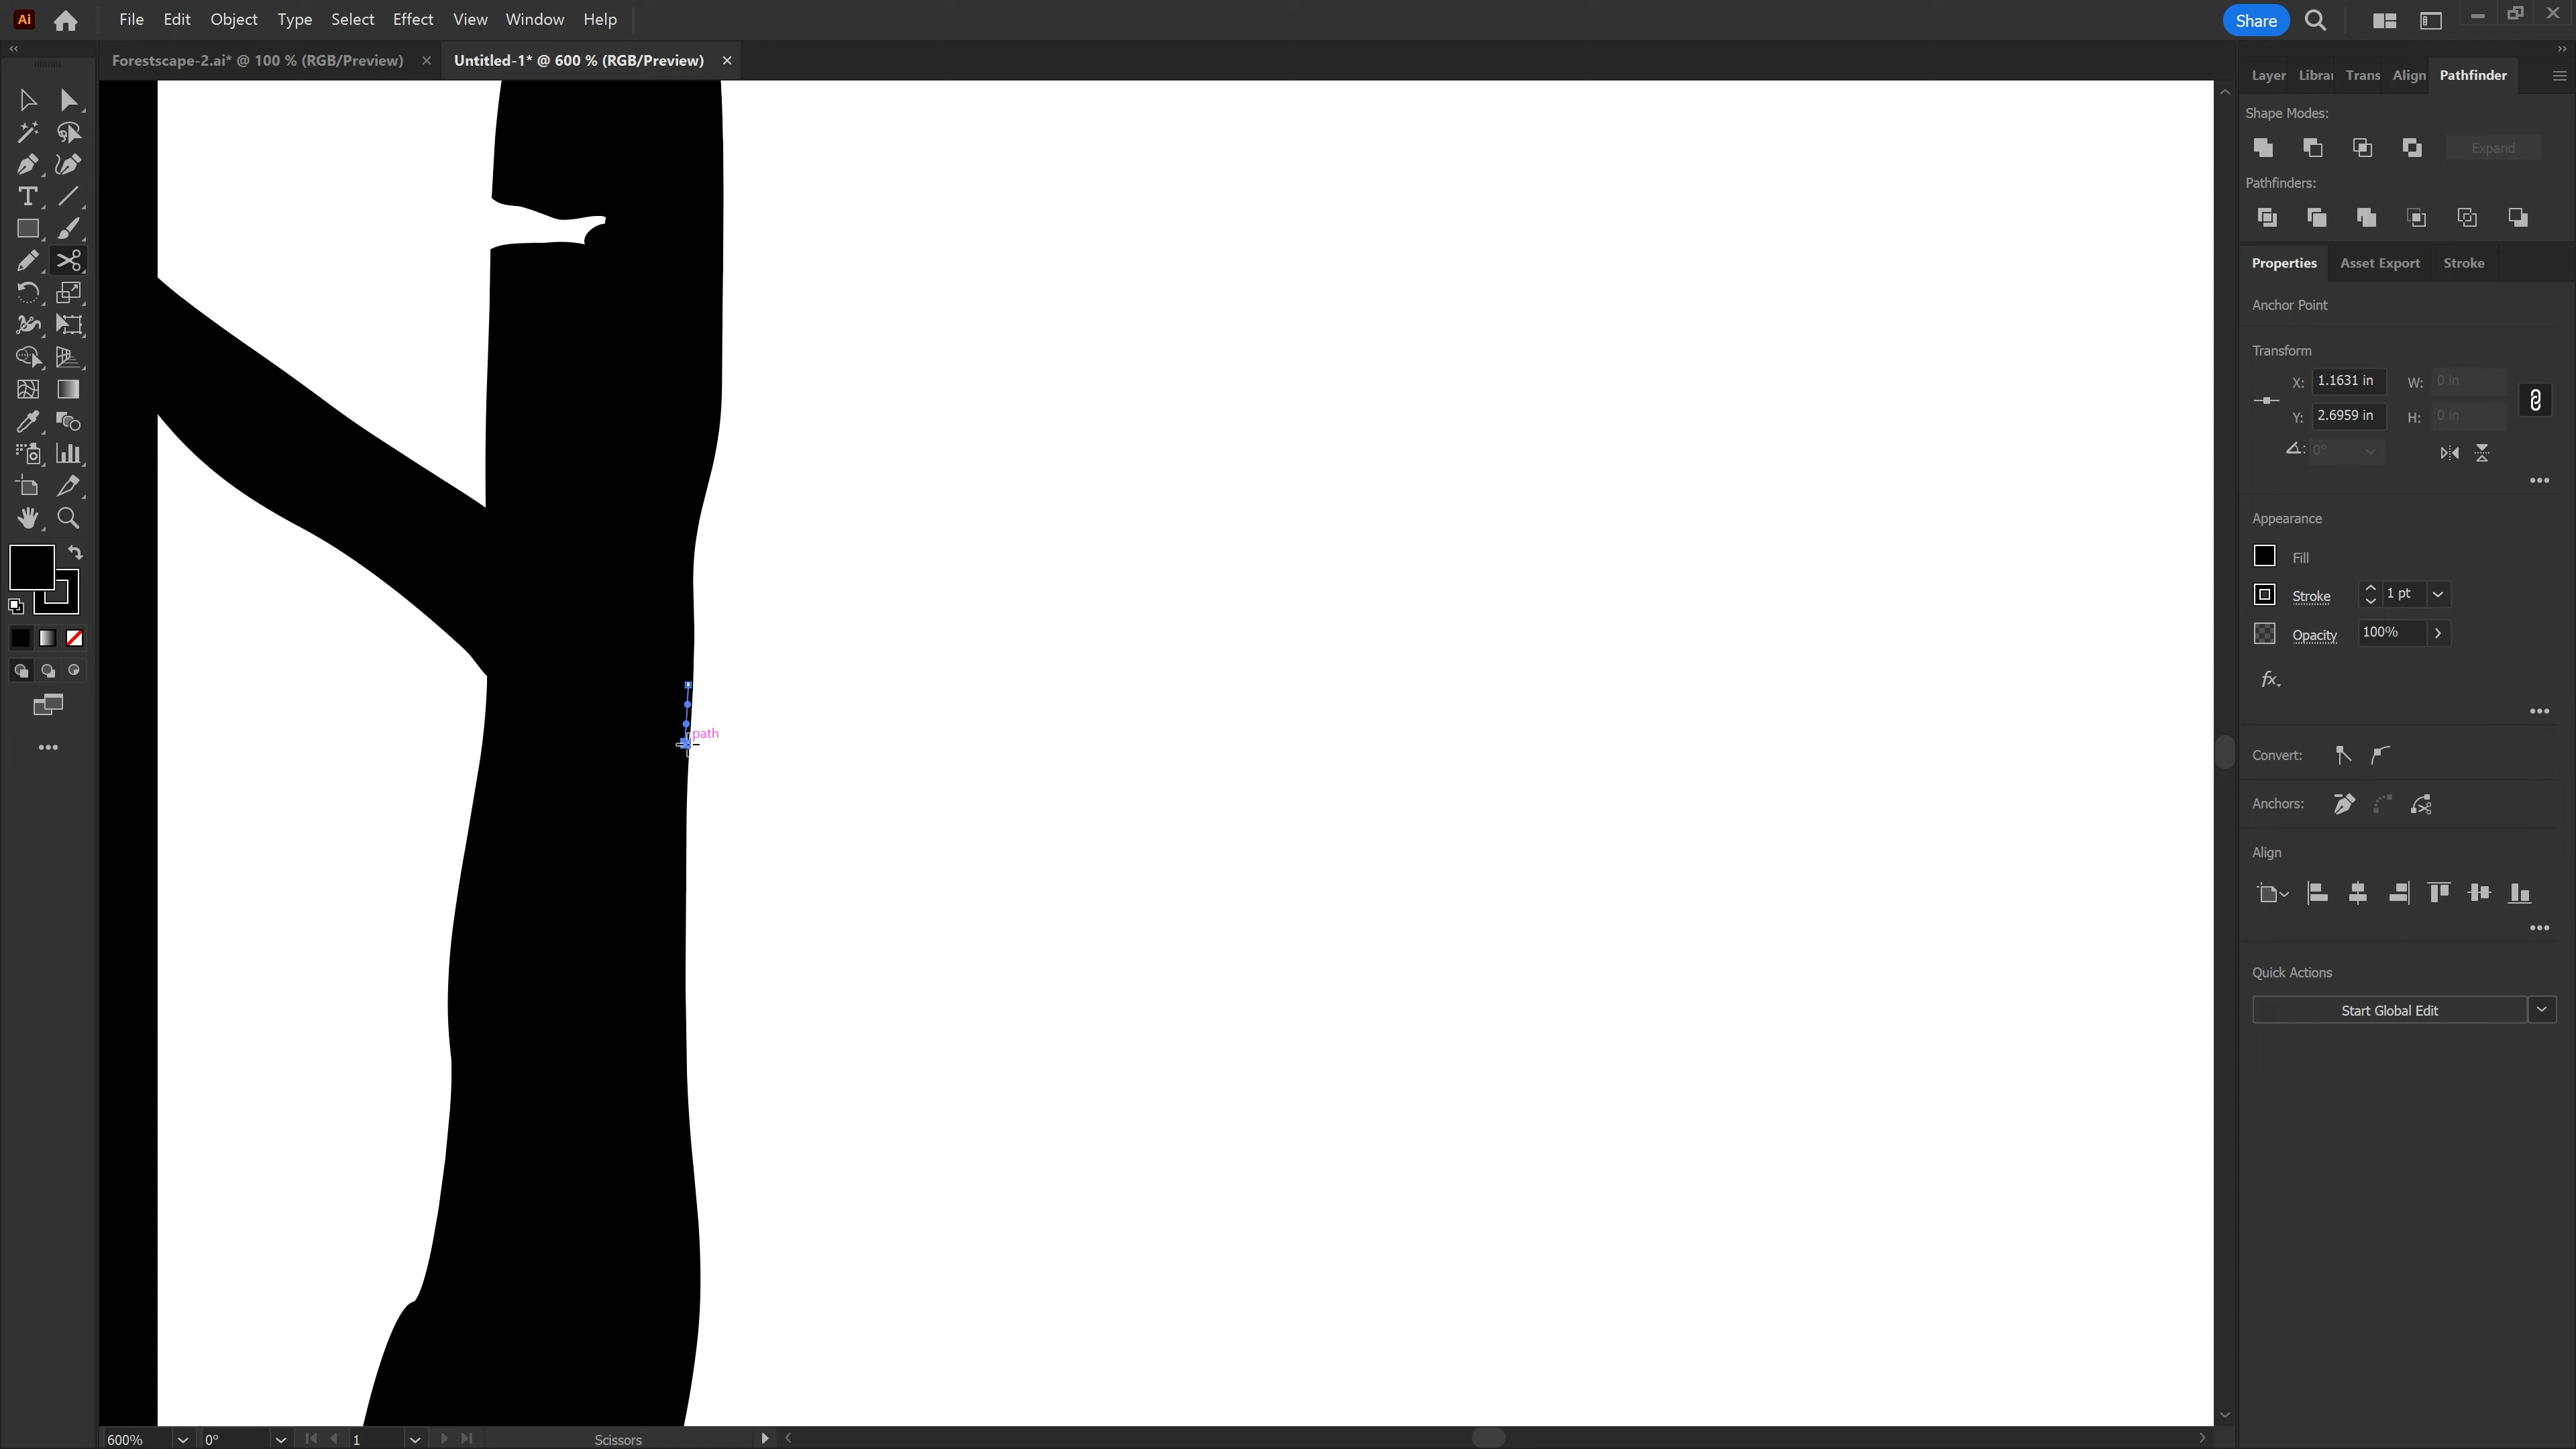 Ai File Edit Object Type Select Effect View Window Help Share
Forestscape-2.ai* @ 100 % (RGB/Preview) × Untitled-1* @ 600 % (RGB/Preview) ×
Layer Librar Trans Align Pathfinder
Shape Modes:
Expand
Pathfinders:
Properties Asset Export Stroke
Anchor Point
Transform
X: 1.1631 in W: 0 in
Y: 2.6959 in H: 0 in
0°
Appearance
Fill
Stroke 1 pt
Opacity 100%
fx
path
Convert:
Anchors:
Align
Quick Actions
Start Global Edit
600% 0° 1 Scissors